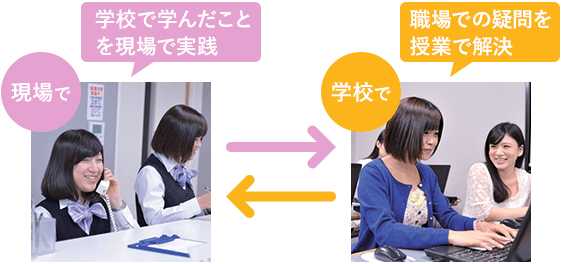 学校で学んだこと
を現場で実践
現場で
職場での疑問を
授業で解決
学校で